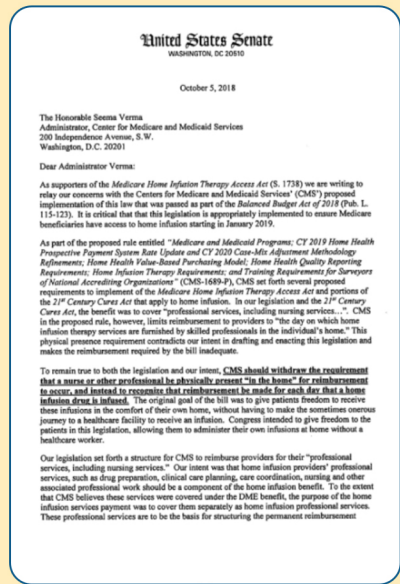 United States Senate
WASHINGTON, DC 20510
October 5, 2018
The Honorable Seema Verma
Administrator, Center for Medicare and Medicaid Services
200 Independence Avenue, S.W.
Washington, D.C. 20201
Dear Administrator Verma:
As supporters of the Medicare Home Infusion Therapy Access Act (S. 1738) we are writing to
relay our concerns with the Centers for Medicare and Medicaid Services' (CMS') proposed
implementation of this law that was passed as part of the Balanced Budget Act of 2018 (Pub. L.
115-123). It is critical that that this legislation is appropriately implemented to ensure Medicare
beneficiaries have access to home infusion starting in January 2019.
As part of the proposed rule entitled "Medicare and Medicaid Programs; CY 2019 Home Health
Prospective Payment System Rate Update and CY 2020 Case-Mix Adjustment Methodology
Refinements; Home Health Value-Based Purchasing Model; Home Health Quality Reporting
Requirements; Home Infusion Therapy Requirements; and Training Requirements for Surveyors
of National Accrediting Organizations" (CMS-1689-P), CMS set forth several proposed
requirements to implement the Medicare Home Infusion Therapy Access Act and portions of
the 21st Century Cures Act that apply to home infusion. In our legislation and the 21st Century
Cures Act, the benefit was to cover "professional services, including nursing services...". CMS
in the proposed rule, however, limits reimbursement to providers to "the day on which home
infusion therapy services are furnished by skilled professionals in the individual's home." This
physical presence requirement contradicts our intent in drafting and enacting this legislation and
makes the reimbursement required by the bill inadequate.
To remain true to both the legislation and our intent, CMS should withdraw the requirement
that a nurse or other professional be physically present "in the home" for reimbursement
to occur, and instead to recognize that reimbursement be made for each day that a home
infusion drug is infused. The original goal of the bill was to give patients freedom to receive
these infusions in the comfort of their own home, without having to make the sometimes onerous
journey to a healthcare facility to receive an infusion. Congress intended to give freedom to the
patients in this legislation, allowing them to administer their own infusions at home without a
healthcare worker.
Our legislation set forth a structure for CMS to reimburse providers for their "professional
services, including nursing services." Our intent was that home infusion providers' professional
services, such as drug preparation, clinical care planning, care coordination, nursing and other
associated professional work should be a component of the home infusion benefit. To the extent
that CMS believes these services were covered under the DME benefit, the purpose of the home
infusion services payment was to cover them separately as home infusion professional services.
These professional services are to be the basis for structuring the permanent reimbursement